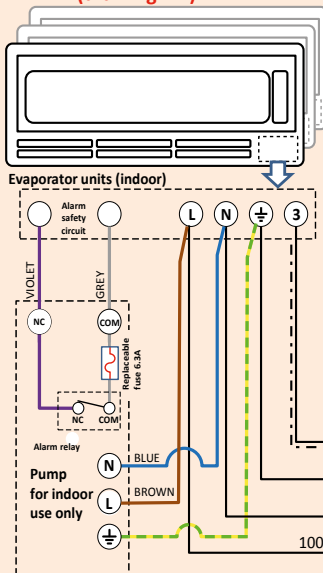 Evaporator units (indoor)
Alarm
safety
circuit
L
N
3
VIOLET
GREY
NC
COM
Replaceable
fuse 6.3A
NC
COM
Alarm relay
Pump
for indoor
use only
N
BLUE
L
BROWN
100